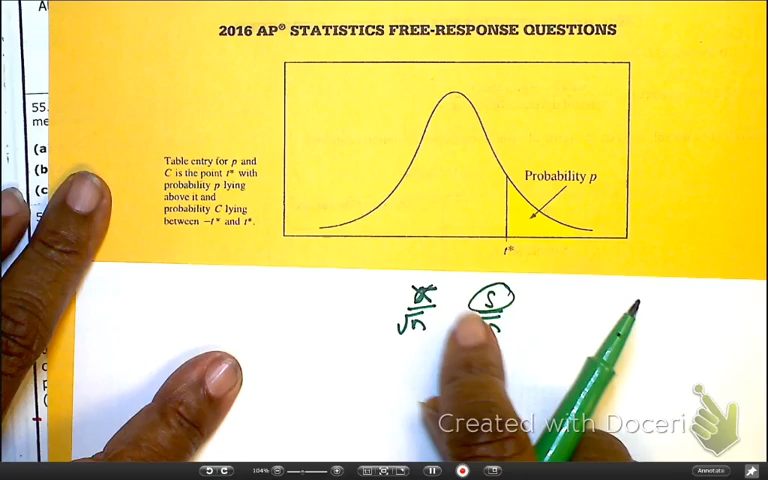 2016 AP® STATISTICS FREE-RESPONSE QUESTIONS
Table entry for p and
C is the point t* with
probability p lying
above it and
probability C lying
between −t* and t*.
Probability p
t*
55.
me
(a
(b
(c
S
√n
Created with Doceri
104%
Annotate